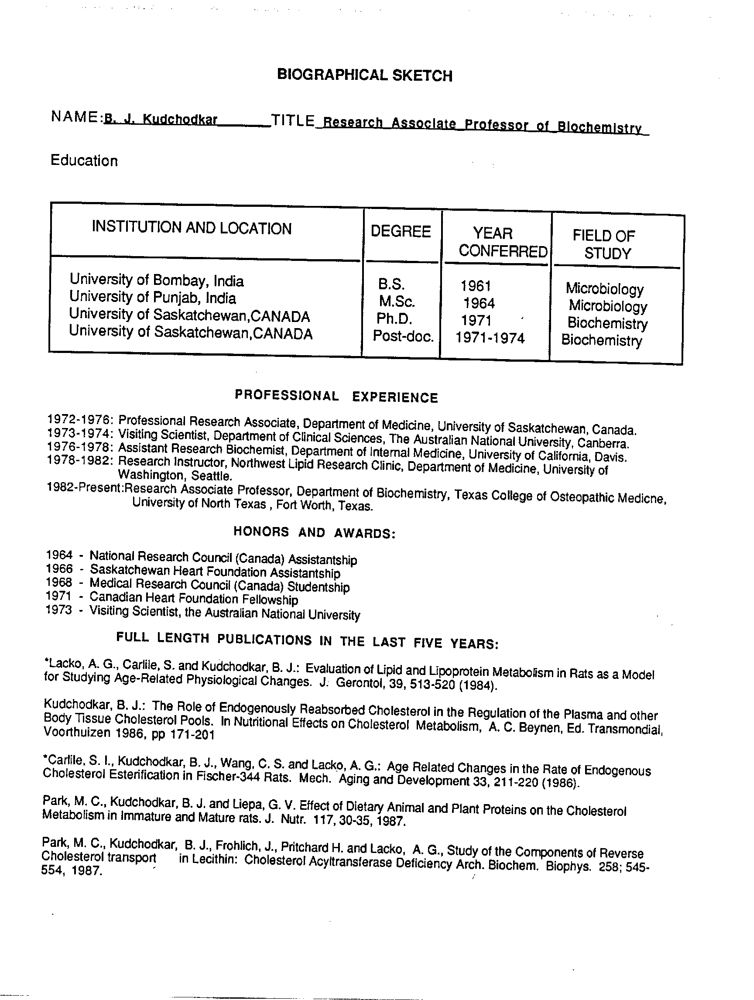 BIOGRAPHICAL SKETCH
NAME:B. J. Kudchodkar TITLE Research Associate Professor of Biochemistry
Education
INSTITUTION AND LOCATION DEGREE YEAR CONFERRED FIELD OF STUDY
University of Bombay, India B.S. 1961 Microbiology
University of Punjab, India M.Sc. 1964 Microbiology
University of Saskatchewan,CANADA Ph.D. 1971 Biochemistry
University of Saskatchewan,CANADA Post-doc. 1971-1974 Biochemistry
PROFESSIONAL EXPERIENCE
1972-1976: Professional Research Associate, Department of Medicine, University of Saskatchewan, Canada.
1973-1974: Visiting Scientist, Department of Clinical Sciences, The Australian National University, Canberra.
1976-1978: Assistant Research Biochemist, Department of Internal Medicine, University of California, Davis.
1978-1982: Research Instructor, Northwest Lipid Research Clinic, Department of Medicine, University of
Washington, Seattle.
1982-Present:Research Associate Professor, Department of Biochemistry, Texas College of Osteopathic Medicne,
University of North Texas , Fort Worth, Texas.
HONORS AND AWARDS:
1964 - National Research Council (Canada) Assistantship
1966 - Saskatchewan Heart Foundation Assistantship
1968 - Medical Research Council (Canada) Studentship
1971 - Canadian Heart Foundation Fellowship
1973 - Visiting Scientist, the Australian National University
FULL LENGTH PUBLICATIONS IN THE LAST FIVE YEARS:
*Lacko, A. G., Carlile, S. and Kudchodkar, B. J.: Evaluation of Lipid and Lipoprotein Metabolism in Rats as a Model
for Studying Age-Related Physiological Changes. J. Gerontol, 39, 513-520 (1984).
Kudchodkar, B. J.: The Role of Endogenously Reabsorbed Cholesterol in the Regulation of the Plasma and other
Body Tissue Cholesterol Pools. In Nutritional Effects on Cholesterol Metabolism, A. C. Beynen, Ed. Transmondial,
Voorthuizen 1986, pp 171-201
*Carlile, S. I., Kudchodkar, B. J., Wang, C. S. and Lacko, A. G.: Age Related Changes in the Rate of Endogenous
Cholesterol Esterification in Fischer-344 Rats. Mech. Aging and Development 33, 211-220 (1986).
Park, M. C., Kudchodkar, B. J. and Liepa, G. V. Effect of Dietary Animal and Plant Proteins on the Cholesterol
Metabolism in Immature and Mature rats. J. Nutr. 117, 30-35, 1987.
Park, M. C., Kudchodkar, B. J., Frohlich, J., Pritchard H. and Lacko, A. G., Study of the Components of Reverse
Cholesterol transport in Lecithin: Cholesterol Acyltransferase Deficiency Arch. Biochem. Biophys. 258; 545-
554, 1987.